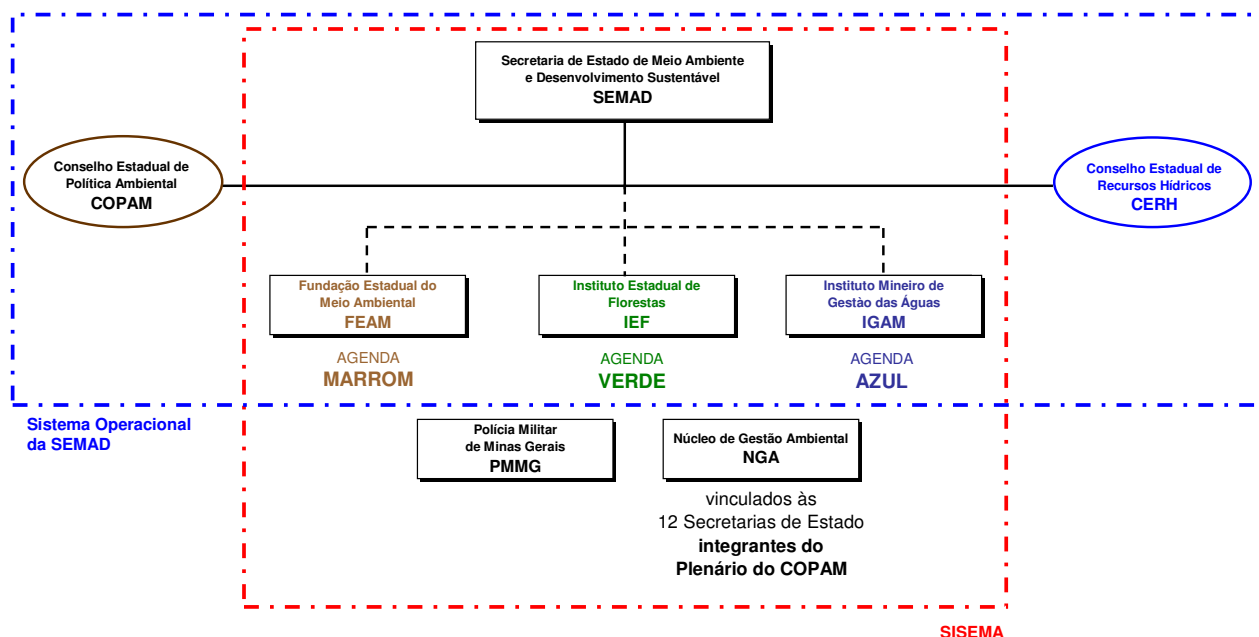 Secretaria de Estado de Meio Ambiente
e Desenvolvimento Sustentável
SEMAD
Conselho Estadual de
Política Ambiental
COPAM
Conselho Estadual de
Recursos Hídricos
CERH
Fundação Estadual do
Meio Ambiental
FEAM
Instituto Estadual de
Florestas
IEF
Instituto Mineiro de
Gestão das Águas
IGAM
AGENDA
MARROM
AGENDA
VERDE
AGENDA
AZUL
Sistema Operacional
da SEMAD
Polícia Militar
de Minas Gerais
PMMG
Núcleo de Gestão Ambiental
NGA
vinculados às
12 Secretarias de Estado
integrantes do
Plenário do COPAM
SISEMA